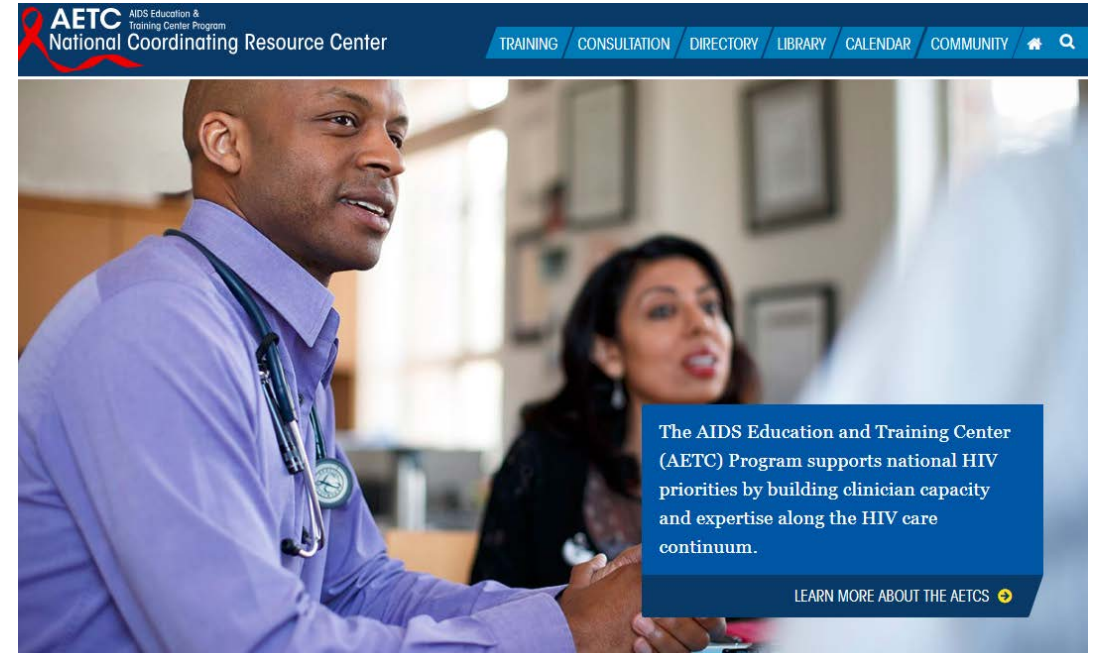 AETC AIDS Education &
Training Center Program
National Coordinating Resource Center
TRAINING CONSULTATION DIRECTORY LIBRARY CALENDAR COMMUNITY
The AIDS Education and Training Center
(AETC) Program supports national HIV
priorities by building clinician capacity
and expertise along the HIV care
continuum.
LEARN MORE ABOUT THE AETCS